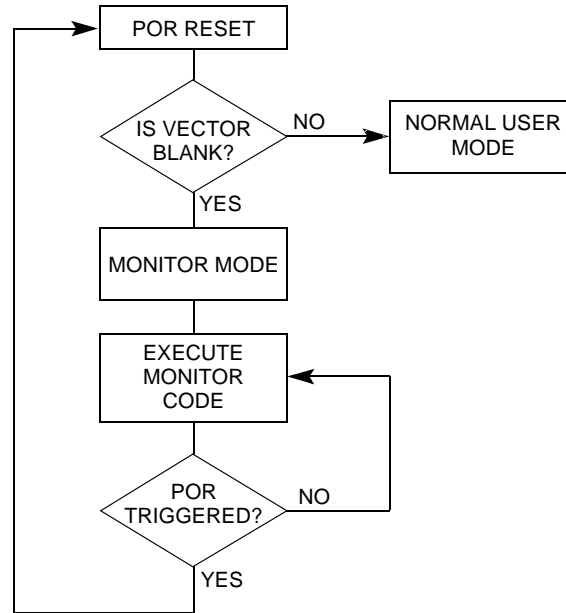 POR RESET
IS VECTOR
BLANK?
NO
NORMAL USER
MODE
YES
MONITOR MODE
EXECUTE
MONITOR
CODE
POR
TRIGGERED?
NO
YES